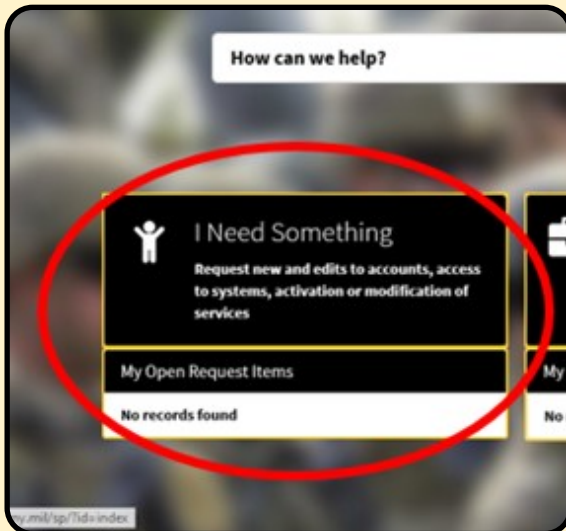 How can we help?
I Need Something
Request new and edits to accounts, access
to systems, activation or modification of
services
My Open Request Items
No records found
My
No
my.mil/sp/?id=index